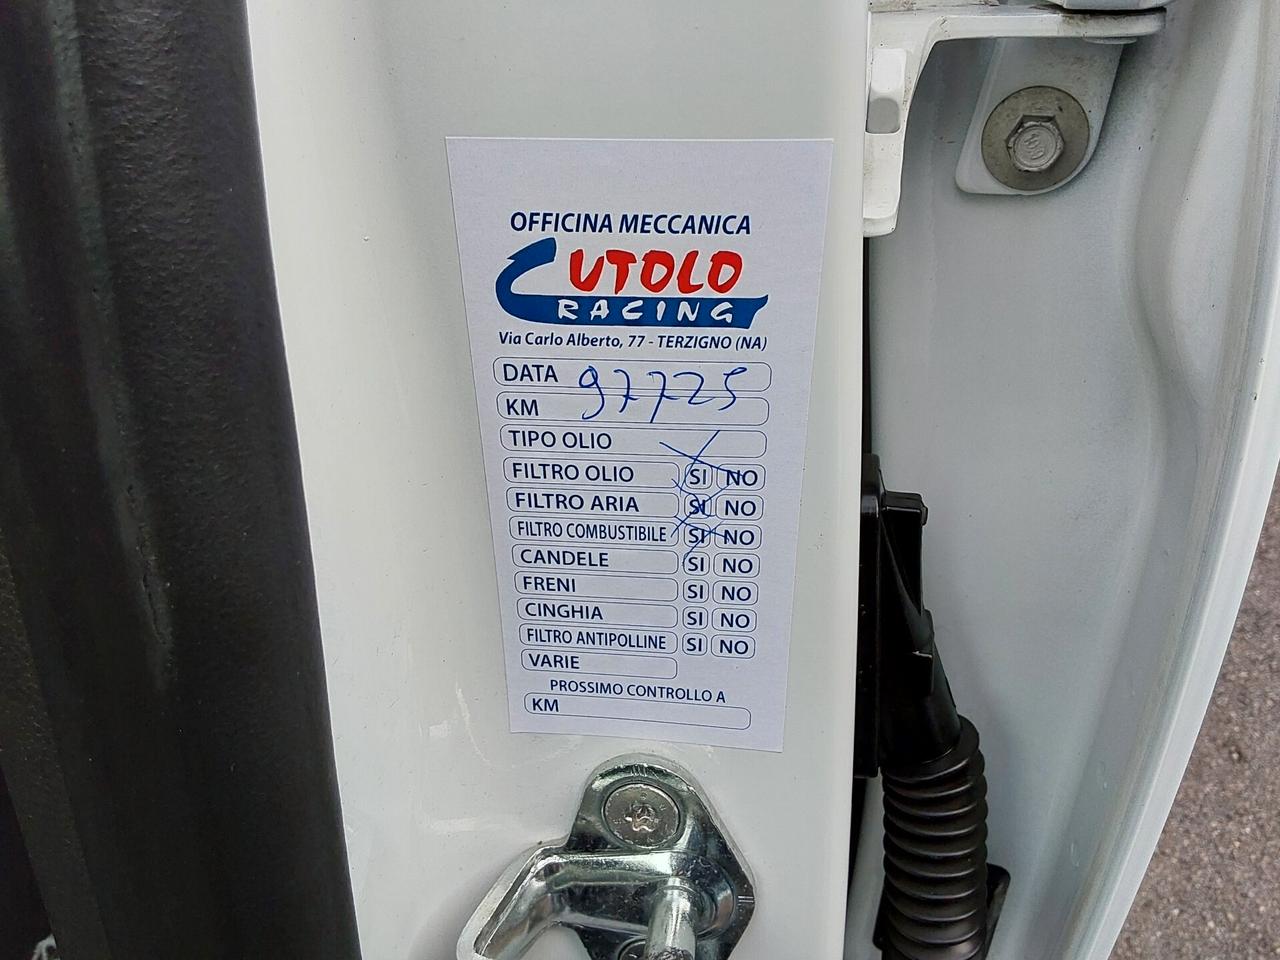 OFFICINA MECCANICA
CUTOLO
RACING
Via Carlo Alberto, 77 - TERZIGNO (NA)
DATA
97725
KM
TIPO OLIO
FILTRO OLIO SI NO
FILTRO ARIA SI NO
FILTRO COMBUSTIBILE SI NO
CANDELE SI NO
FRENI SI NO
CINGHIA SI NO
FILTRO ANTIPOLLINE SI NO
VARIE
PROSSIMO CONTROLLO A
KM